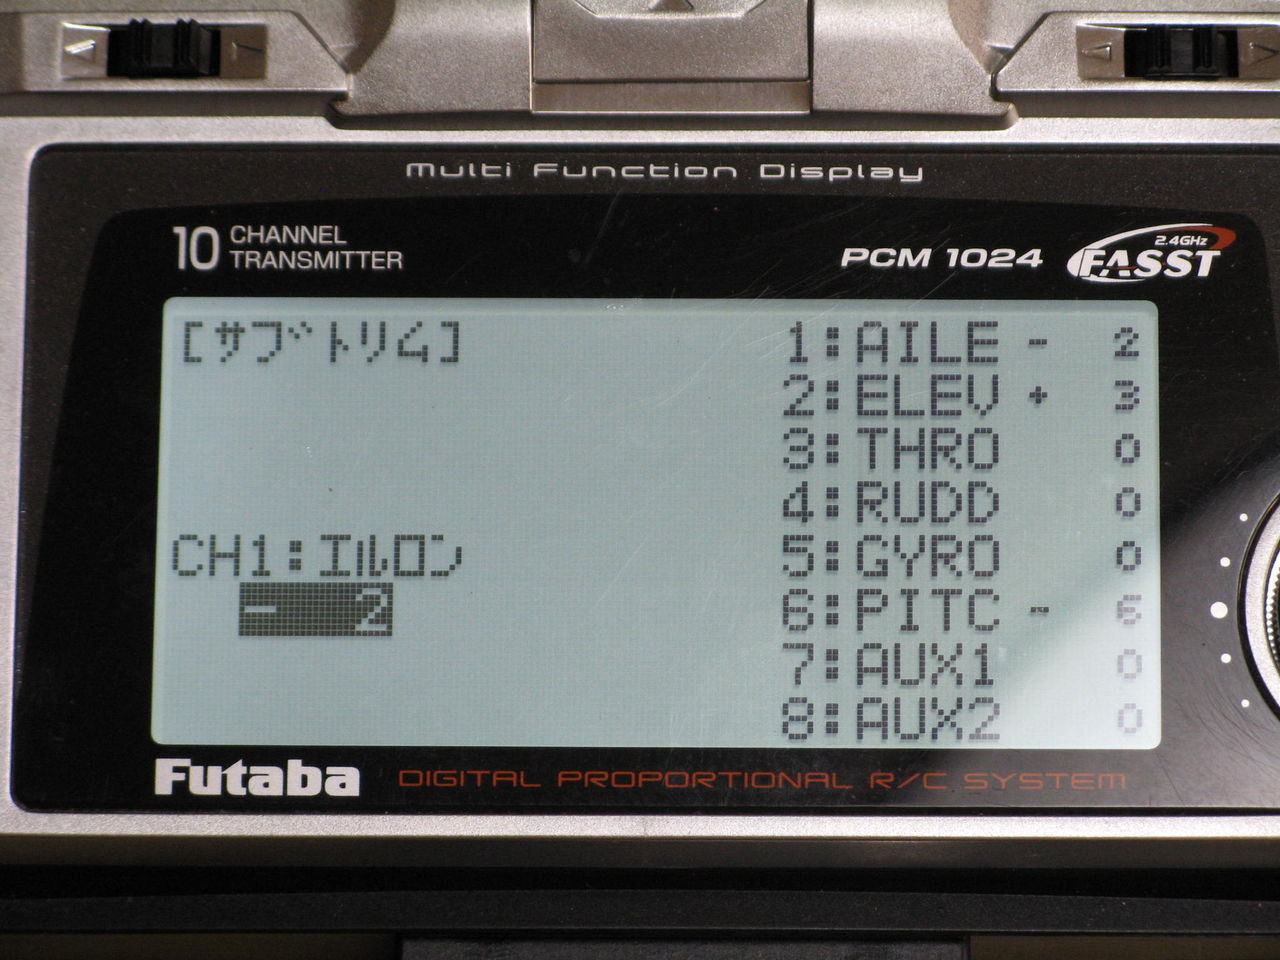 Multi Function Display
10 CHANNEL
TRANSMITTER
PCM 1024
2.4GHz
FASST
[サブトリム]
1:AILE - 2
2:ELEV + 3
3:THRO 0
4:RUDD 0
CH1:エルロン
5:GYRO 0
- 2
6:PITC - 6
7:AUX1 0
8:AUX2 0
Futaba
DIGITAL PROPORTIONAL R/C SYSTEM